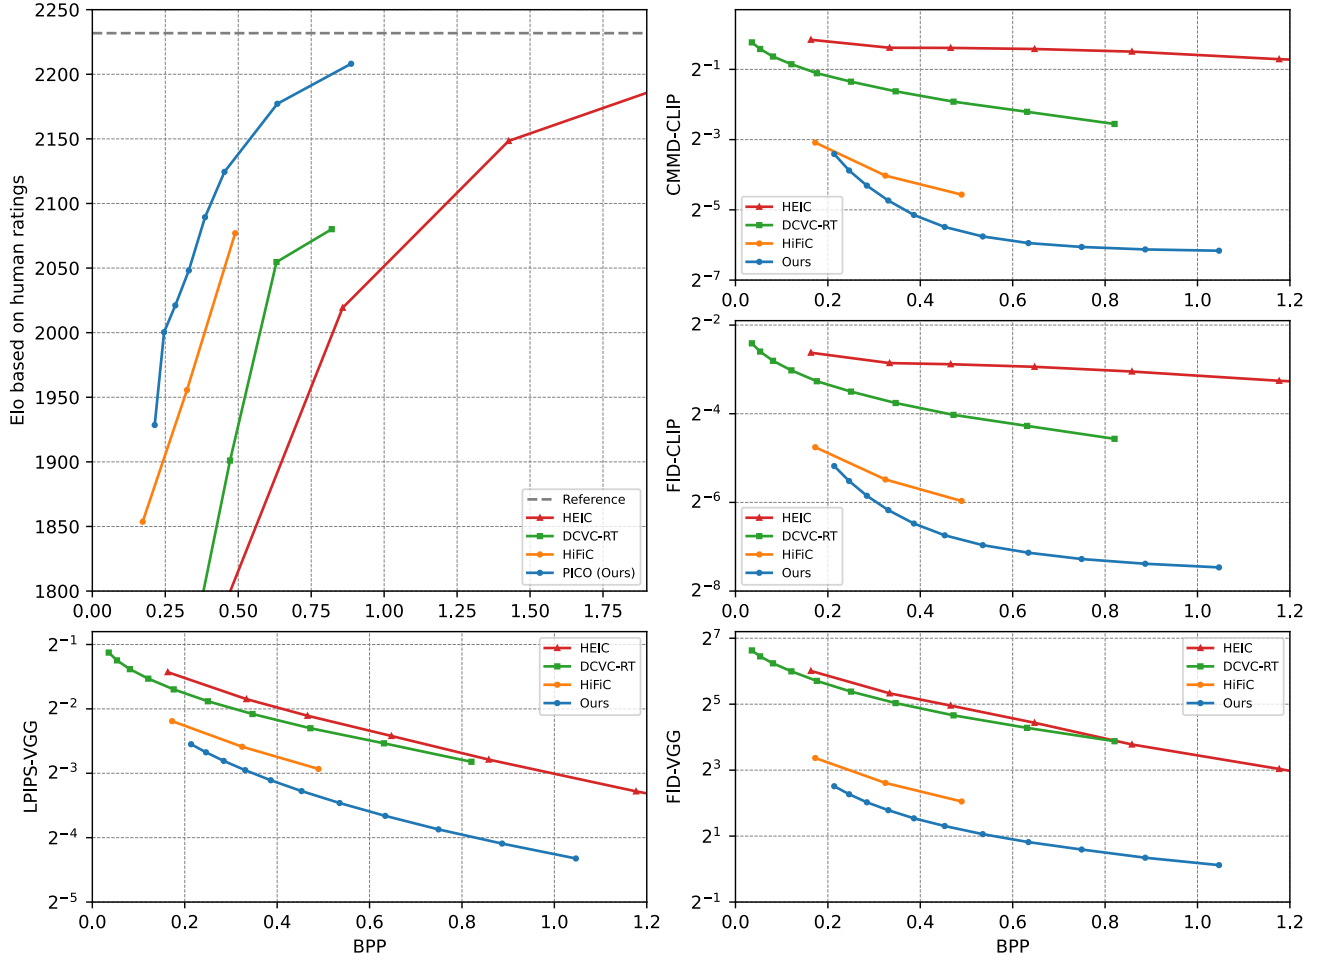 2250
2200
2150
2100
2050
2000
1950
1900
1850
1800
Elo based on human ratings
Reference
HEIC
DCVC-RT
HiFiC
PICO (Ours)
0.00 0.25 0.50 0.75 1.00 1.25 1.50 1.75
2⁻¹
2⁻³
2⁻⁵
2⁻⁷
CMMD-CLIP
HEIC
DCVC-RT
HiFiC
Ours
0.0 0.2 0.4 0.6 0.8 1.0 1.2
2⁻²
2⁻⁴
2⁻⁶
2⁻⁸
FID-CLIP
HEIC
DCVC-RT
HiFiC
Ours
0.0 0.2 0.4 0.6 0.8 1.0 1.2
2⁻¹
2⁻²
2⁻³
2⁻⁴
2⁻⁵
LPIPS-VGG
HEIC
DCVC-RT
HiFiC
Ours
0.0 0.2 0.4 0.6 0.8 1.0 1.2
BPP
2⁷
2⁵
2³
2¹
2⁻¹
FID-VGG
HEIC
DCVC-RT
HiFiC
Ours
0.0 0.2 0.4 0.6 0.8 1.0 1.2
BPP